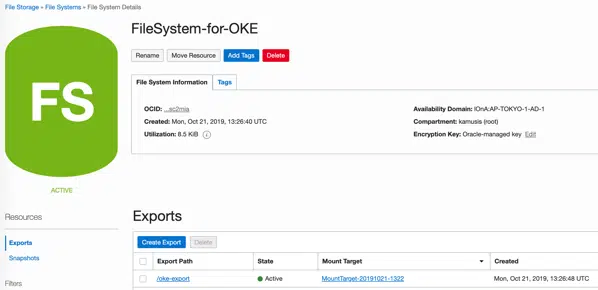 File Storage » File Systems » File System Details
FS
ACTIVE
FileSystem-for-OKE
Rename Move Resource Add Tags Delete
File System Information Tags
OCID: ...sc2mia
Created: Mon, Oct 21, 2019, 13:26:40 UTC
Utilization: 8.5 KiB
Availability Domain: IOnA:AP-TOKYO-1-AD-1
Compartment: kamusis (root)
Encryption Key: Oracle-managed key Edit
Resources
Exports
Snapshots
Filters
Exports
Create Export Delete
Export Path State Mount Target Created
/oke-export Active MountTarget-20191021-1322 Mon, Oct 21, 2019, 13:26:48 UTC